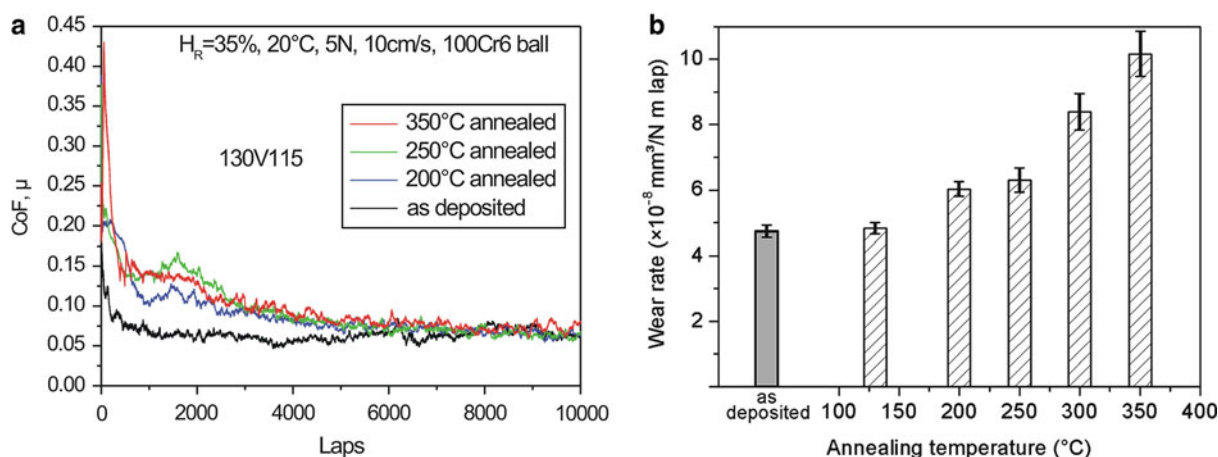 a
H_R=35%, 20°C, 5N, 10cm/s, 100Cr6 ball
0.45
0.40
0.35
0.30
0.25
0.20
0.15
0.10
0.05
0.00
CoF, µ
350°C annealed
250°C annealed
200°C annealed
as deposited
130V115
0
2000
4000
6000
8000
10000
Laps
b
10
8
6
4
2
Wear rate (×10⁻⁸ mm³/N m lap)
as
deposited
100
150
200
250
300
350
400
Annealing temperature (°C)